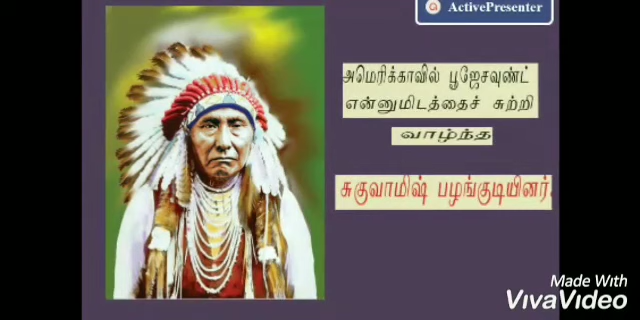 ActivePresenter
அமெரிக்காவில் பூஜேசவுண்ட்
என்னுமிடத்தைச் சுற்றி
வாழ்ந்த
சுகுவாமிஷ் பழங்குடியினர்.
Made With
VivaVideo